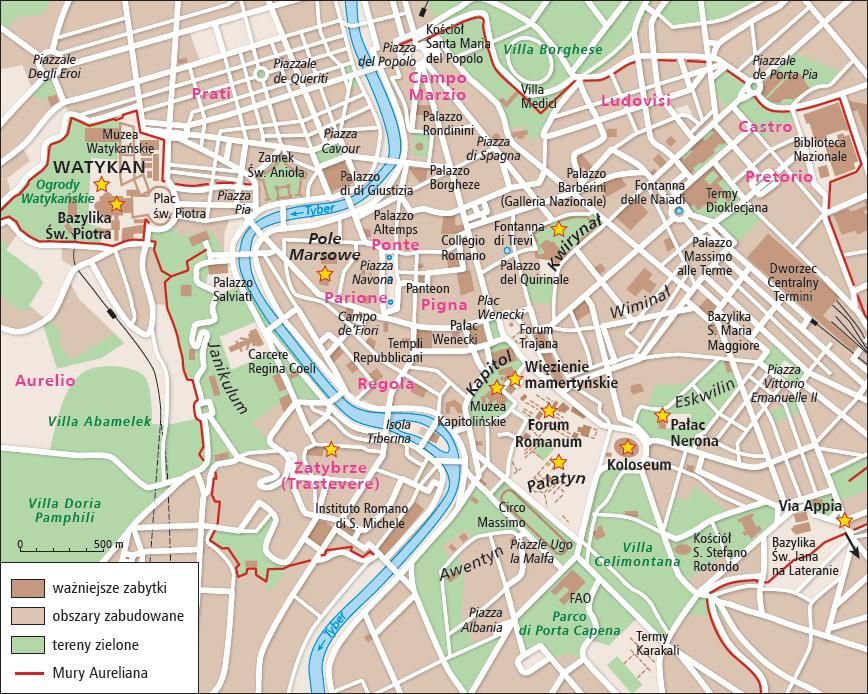 Piazzale
Degli Eroi
Piazzale
de Queriti
Prati
Piazza
del Popolo
Kościół
Santa Maria
del Popolo
Campo
Marzio
Villa Borghese
Villa
Medici
Ludovisi
Piazzale
de Porta Pia
Castro
Pretorio
Biblioteca
Nazionale
Muzea
Watykańskie
WATYKAN
Ogrody
Watykańskie
Bazylika
Św. Piotra
Plac
św. Piotra
Piazza
Pia
Zamek
Św. Anioła
Piazza
Cavour
Palazzo
di di Giustizia
Palazzo
Rondinini
Palazzo
Borgheze
Piazza
di Spagna
Palazzo
Barberini
(Galleria Nazionale)
Fontanna
delle Naiadi
Termy
Dioklecjana
Tyber
Palazzo
Altemps
Ponte
Pole
Marsowe
Piazza
Navona
Parione
Collegio
Romano
Fontanna
di Trevi
Kwirynał
Palazzo
del Quirinale
Palazzo
Massimo
alle Terme
Dworzec
Centralny
Termini
Palazzo
Salviati
Panteon
Pigna
Plac
Wenecki
Campo
de'Fiori
Palac
Wenecki
Forum
Trajana
Wiminał
Bazylika
S. Maria
Maggiore
Janikulum
Carcere
Regina Coeli
Templi
Repubblicani
Regola
Kapitol
Więzienie
mamertyńskie
Piazza
Vittorio
Emanuelle II
Aurelio
Villa Abamelek
Isola
Tiberina
Muzea
Kapitolińskie
Forum
Romanum
Eskwilin
Pałac
Nerona
Koloseum
Zatybrze
(Trastevere)
Palatyn
Villa Doria
Pamphili
Instituto Romano
di S. Michele
Circo
Massimo
Via Appia
0 500 m
Awentyn
Piazzle Ugo
la Malfa
Villa
Celimontana
Kościół
S. Stefano
Rotondo
Bazylika
Św. Jana
na Lateranie
FAO
Piazza
Albania
Parco
di Porta Capena
Termy
Karakali
Tyber
ważniejsze zabytki
obszary zabudowane
tereny zielone
Mury Aureliana